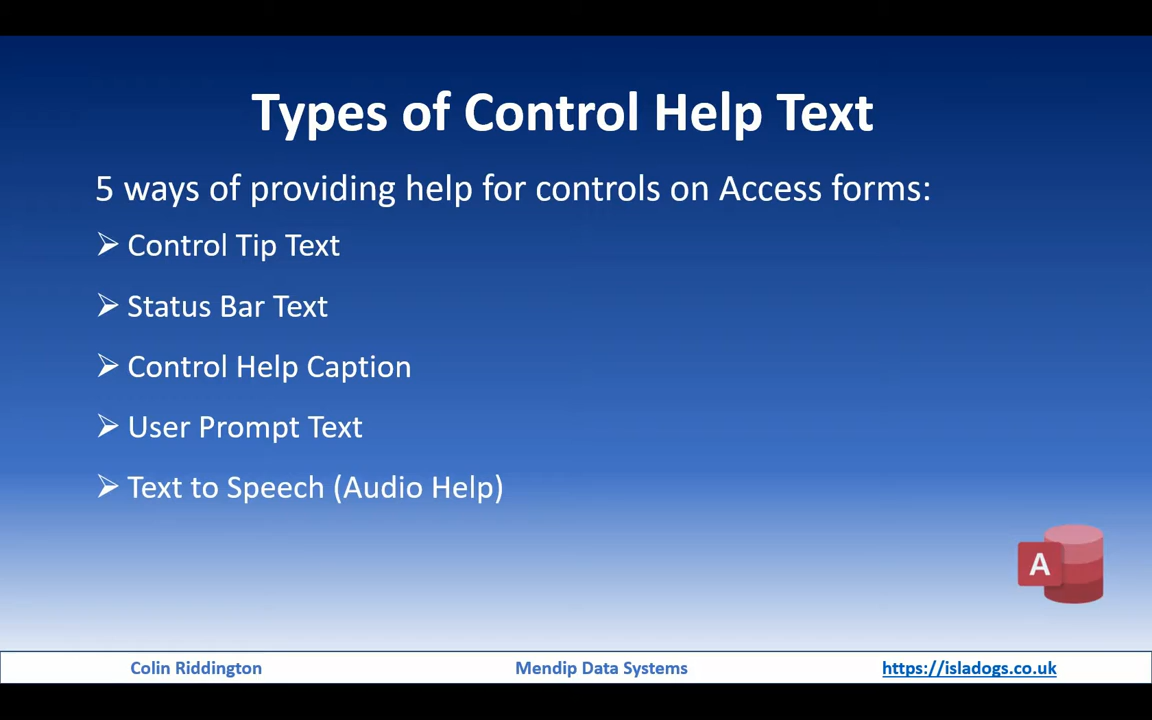 Types of Control Help Text
5 ways of providing help for controls on Access forms:
➢ Control Tip Text
➢ Status Bar Text
➢ Control Help Caption
➢ User Prompt Text
➢ Text to Speech (Audio Help)
A
Colin Riddington
Mendip Data Systems
https://isladogs.co.uk